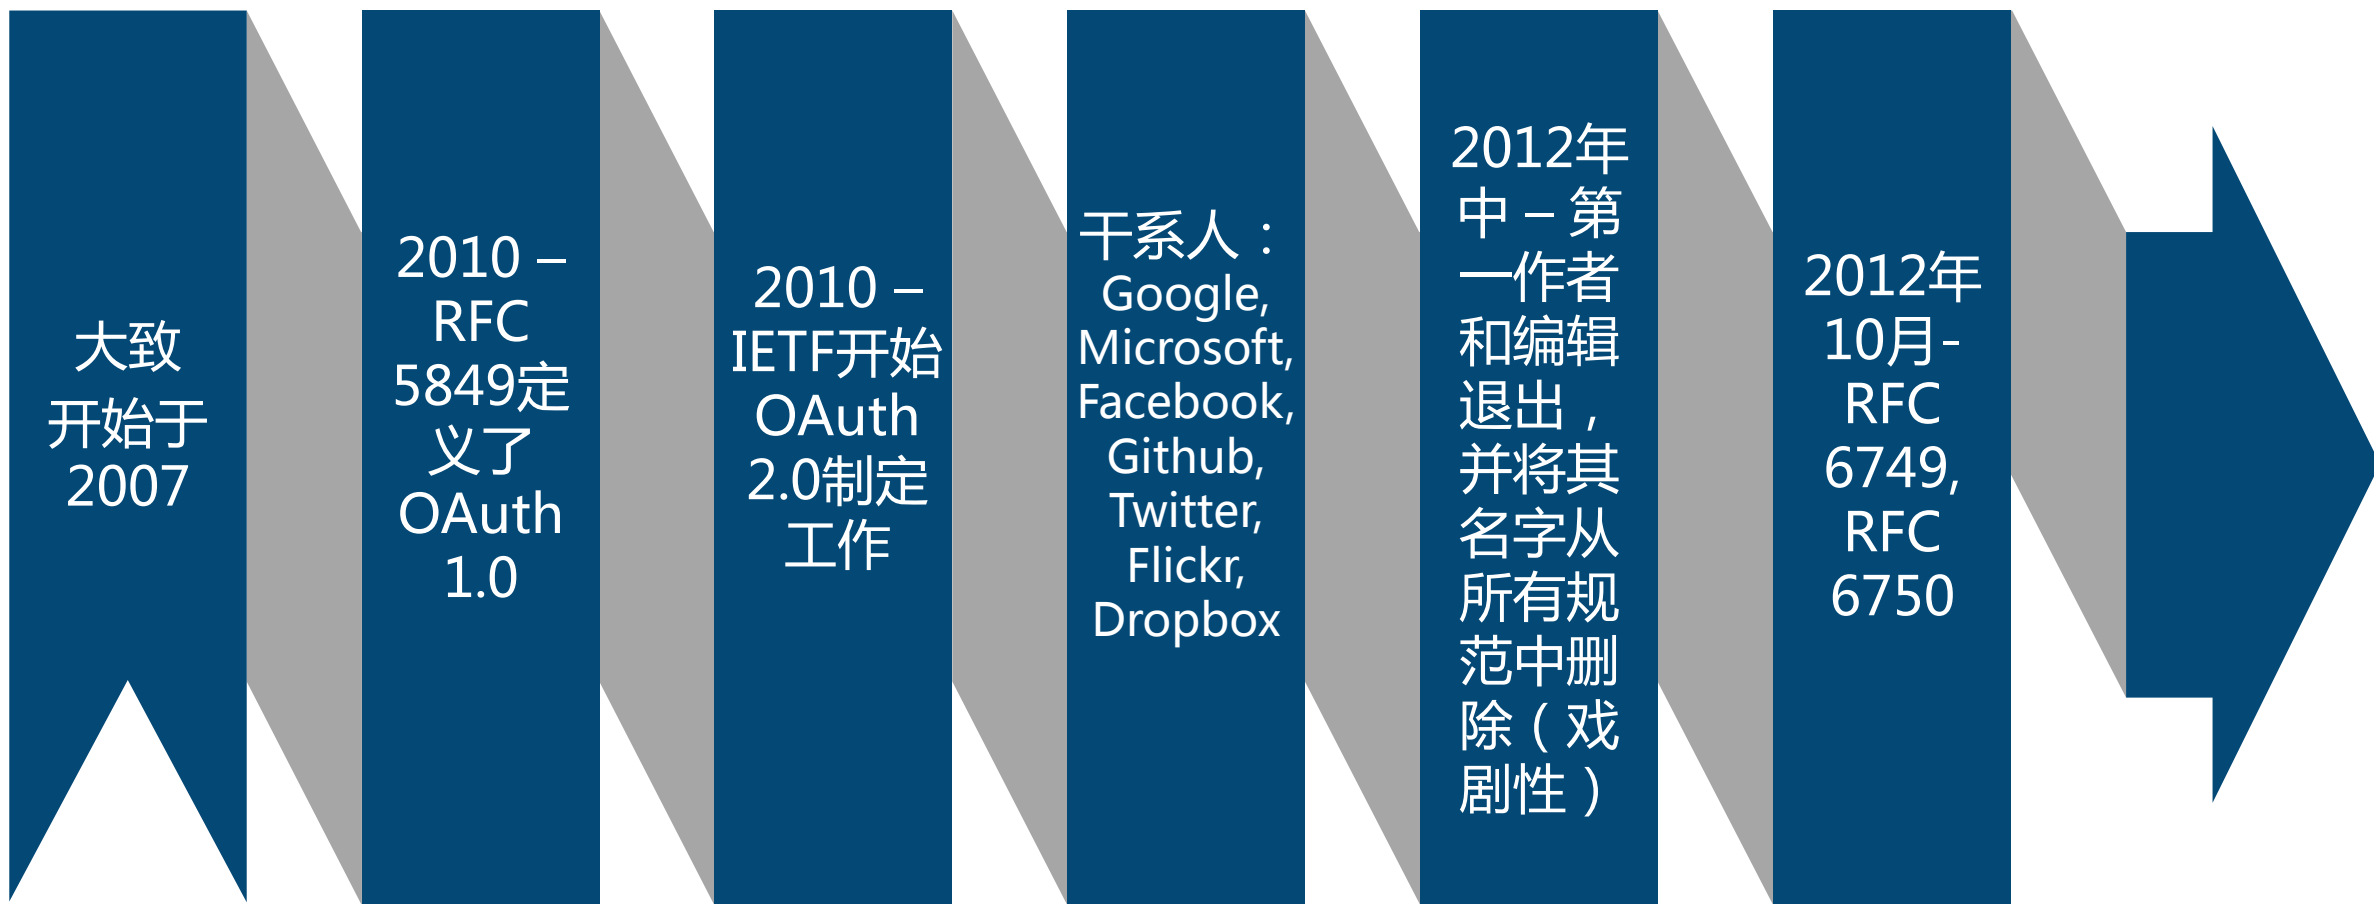 大致
开始于
2007
2010 –
RFC
5849定
义了
OAuth
1.0
2010 –
IETF开始
OAuth
2.0制定
工作
干系人：
Google,
Microsoft,
Facebook,
Github,
Twitter,
Flickr,
Dropbox
2012年
中 – 第
一作者
和编辑
退出，
并将其
名字从
所有规
范中删
除（戏
剧性）
2012年
10月-
RFC
6749,
RFC
6750